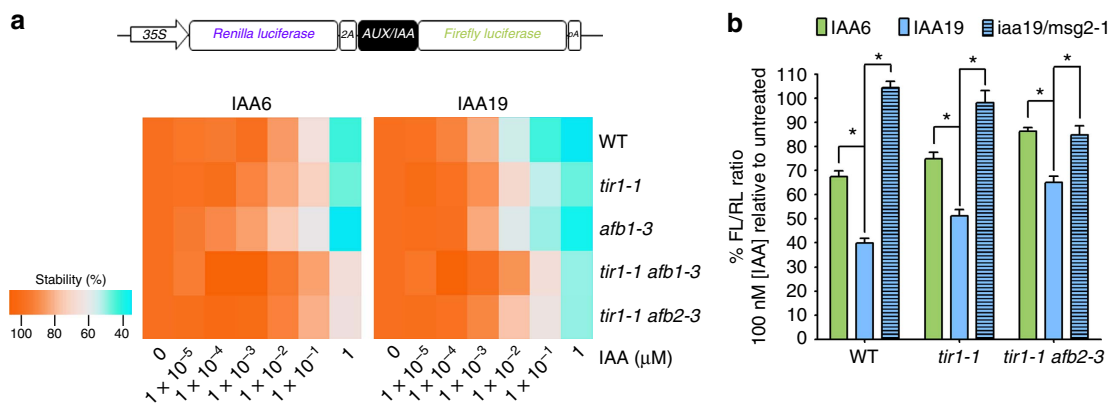 a
35S
Renilla luciferase
2A
AUX/IAA
Firefly luciferase
pA
IAA6
IAA19
WT
tir1-1
afb1-3
tir1-1 afb1-3
tir1-1 afb2-3
Stability (%)
100 80 60 40
0 1 × 10⁻⁵ 1 × 10⁻⁴ 1 × 10⁻³ 1 × 10⁻² 1 × 10⁻¹ 1
0 1 × 10⁻⁵ 1 × 10⁻⁴ 1 × 10⁻³ 1 × 10⁻² 1 × 10⁻¹ 1
IAA (μM)
b
IAA6 IAA19 iaa19/msg2-1
% FL/RL ratio
100 nM [IAA] relative to untreated
110
100
90
80
70
60
50
40
30
20
10
0
* * * * * *
WT tir1-1 tir1-1 afb2-3